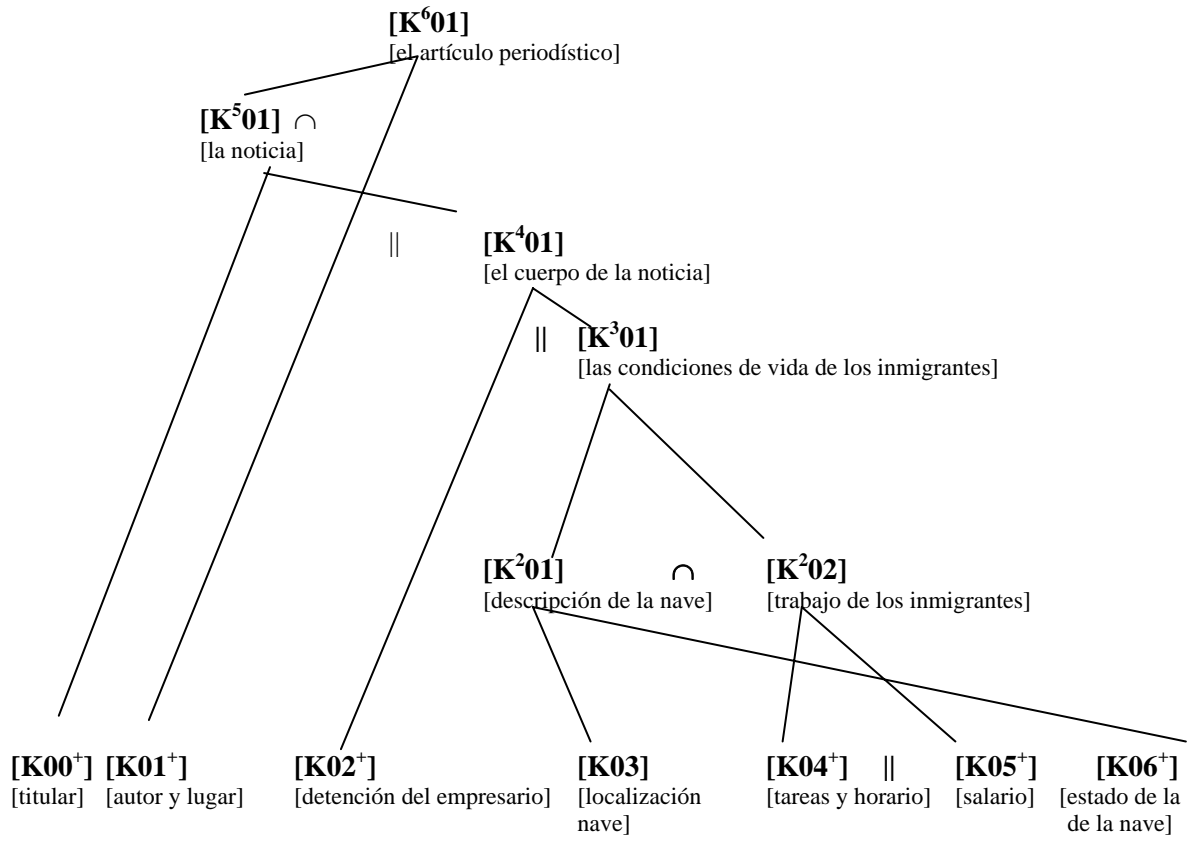 [K⁶01]
[el artículo periodístico]
[K⁵01] ∩
[la noticia]
|| [K⁴01]
[el cuerpo de la noticia]
|| [K³01]
[las condiciones de vida de los inmigrantes]
[K²01] ∩ [K²02]
[descripción de la nave] [trabajo de los inmigrantes]
[K00⁺] [K01⁺] [K02⁺] [K03] [K04⁺] || [K05⁺] [K06⁺]
[titular] [autor y lugar] [detención del empresario] [localización [tareas y horario] [salario] [estado de la
nave] de la nave]